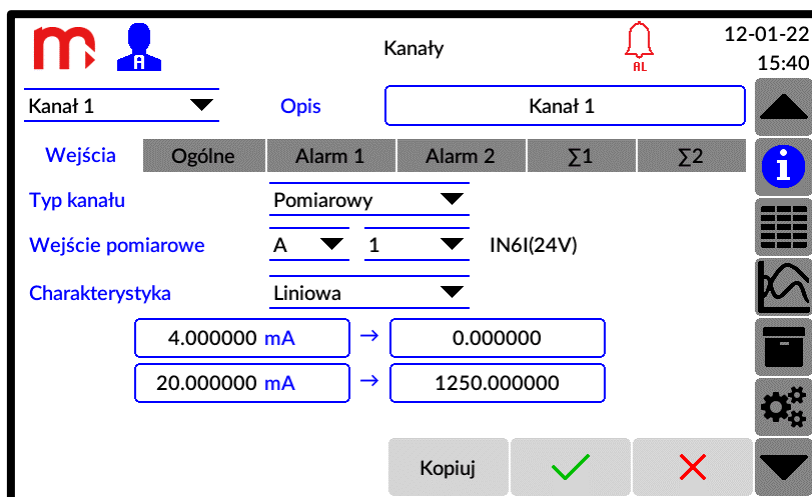 m A Kanały AL 12-01-22
15:40
Kanał 1 Opis Kanał 1
Wejścia Ogólne Alarm 1 Alarm 2 ∑1 ∑2
Typ kanału Pomiarowy
Wejście pomiarowe A 1 IN6I(24V)
Charakterystyka Liniowa
4.000000 mA → 0.000000
20.000000 mA → 1250.000000
Kopiuj